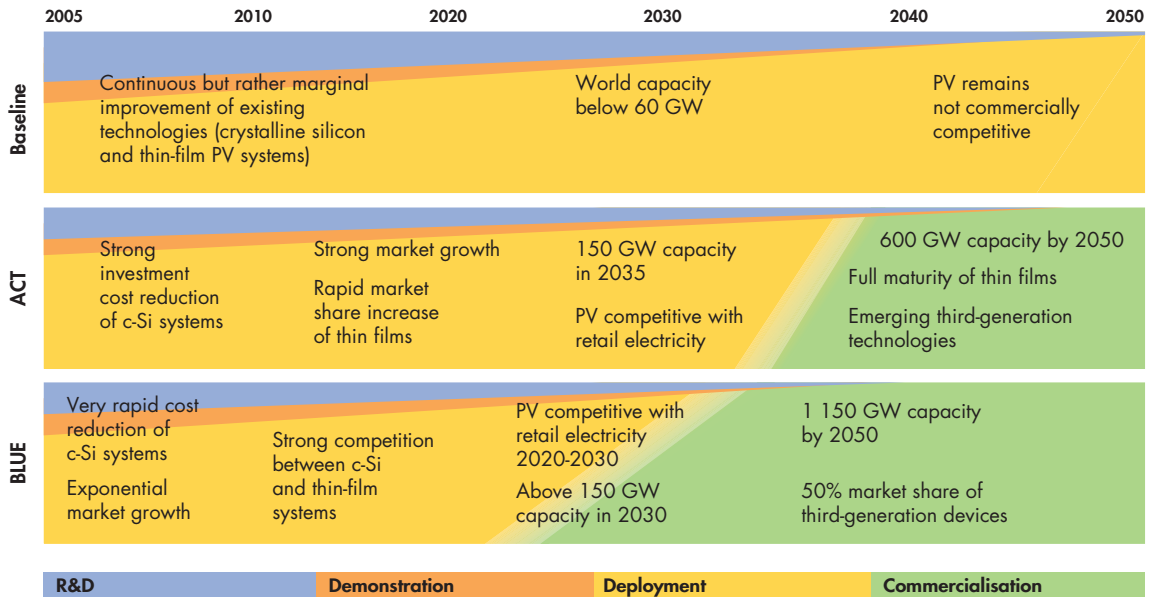 2005 2010 2020 2030 2040 2050
Baseline
Continuous but rather marginal
improvement of existing
technologies (crystalline silicon
and thin-film PV systems)
World capacity
below 60 GW
PV remains
not commercially
competitive
ACT
Strong
investment
cost reduction
of c-Si systems
Strong market growth
Rapid market
share increase
of thin films
150 GW capacity
in 2035
PV competitive with
retail electricity
600 GW capacity by 2050
Full maturity of thin films
Emerging third-generation
technologies
BLUE
Very rapid cost
reduction of
c-Si systems
Exponential
market growth
Strong competition
between c-Si
and thin-film
systems
PV competitive with
retail electricity
2020-2030
Above 150 GW
capacity in 2030
1 150 GW capacity
by 2050
50% market share of
third-generation devices
R&D Demonstration Deployment Commercialisation